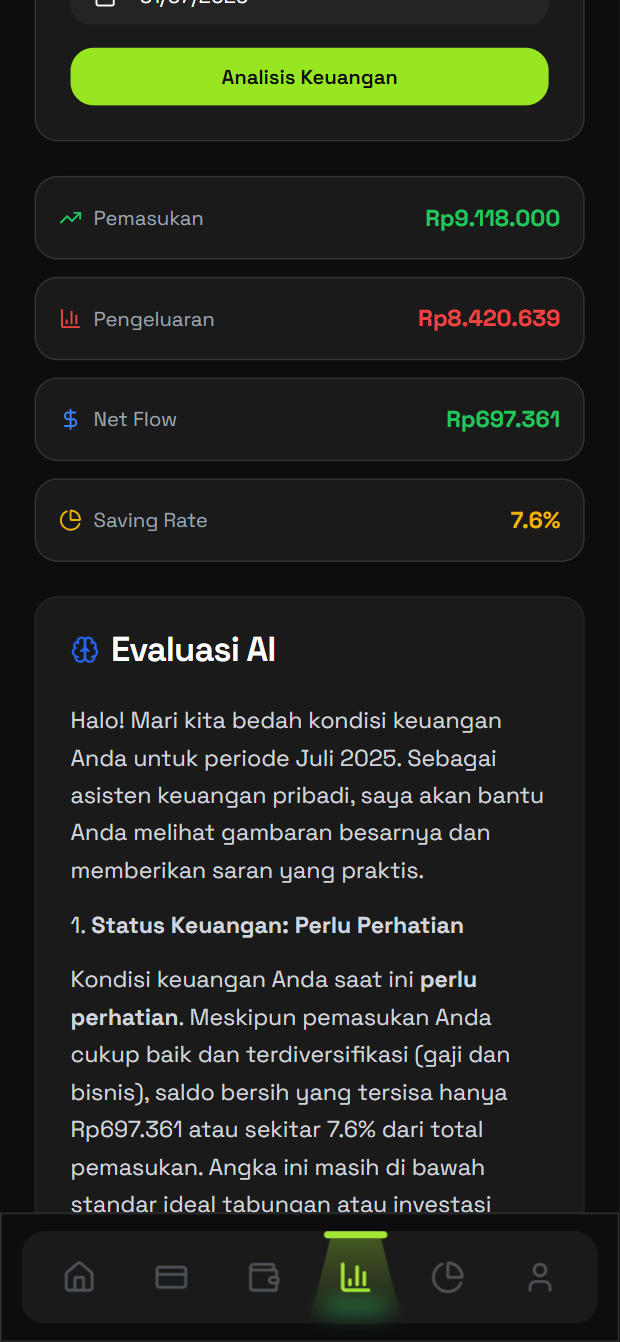 Analisis Keuangan
Pemasukan Rp9.118.000
Pengeluaran Rp8.420.639
Net Flow Rp697.361
Saving Rate 7.6%
Evaluasi AI
Halo! Mari kita bedah kondisi keuangan
Anda untuk periode Juli 2025. Sebagai
asisten keuangan pribadi, saya akan bantu
Anda melihat gambaran besarnya dan
memberikan saran yang praktis.
1. Status Keuangan: Perlu Perhatian
Kondisi keuangan Anda saat ini perlu
perhatian. Meskipun pemasukan Anda
cukup baik dan terdiversifikasi (gaji dan
bisnis), saldo bersih yang tersisa hanya
Rp697.361 atau sekitar 7.6% dari total
pemasukan. Angka ini masih di bawah
standar ideal tabungan atau investasi